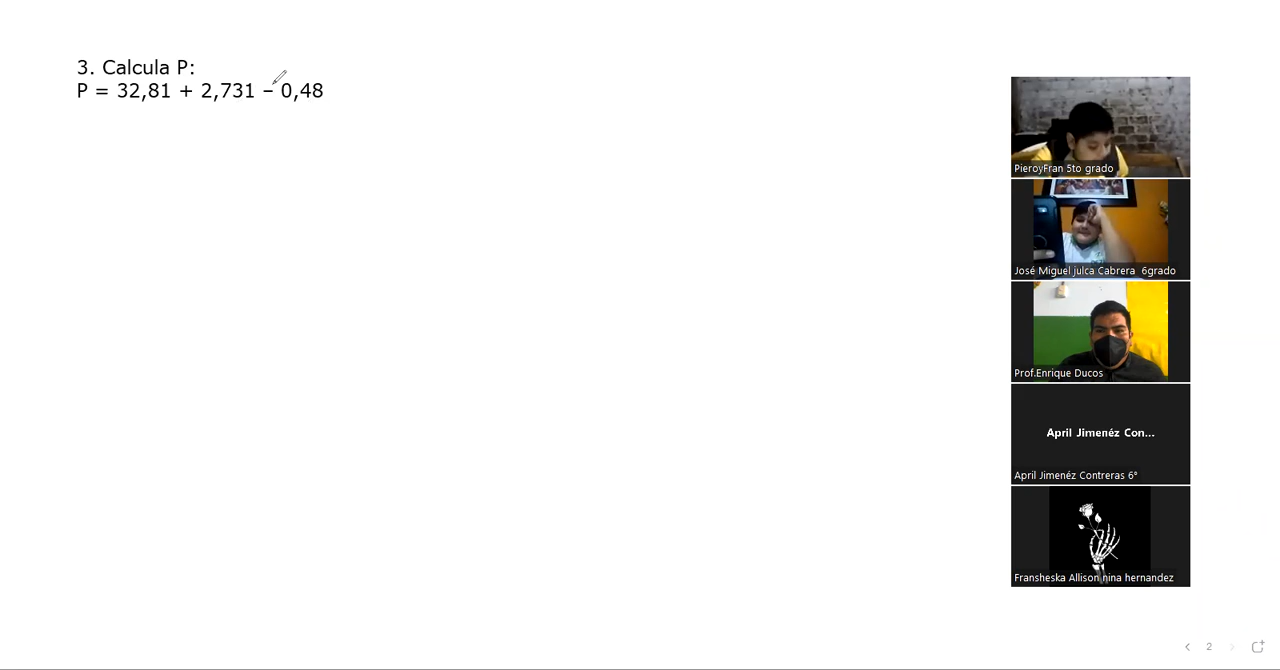 3. Calcula P:
P = 32,81 + 2,731 – 0,48
PieroyFran 5to grado
José Miguel julca Cabrera  6grado
Prof.Enrique Ducos
April Jimenéz Con...
April Jimenéz Contreras 6°
Fransheska Allison nina hernandez
2